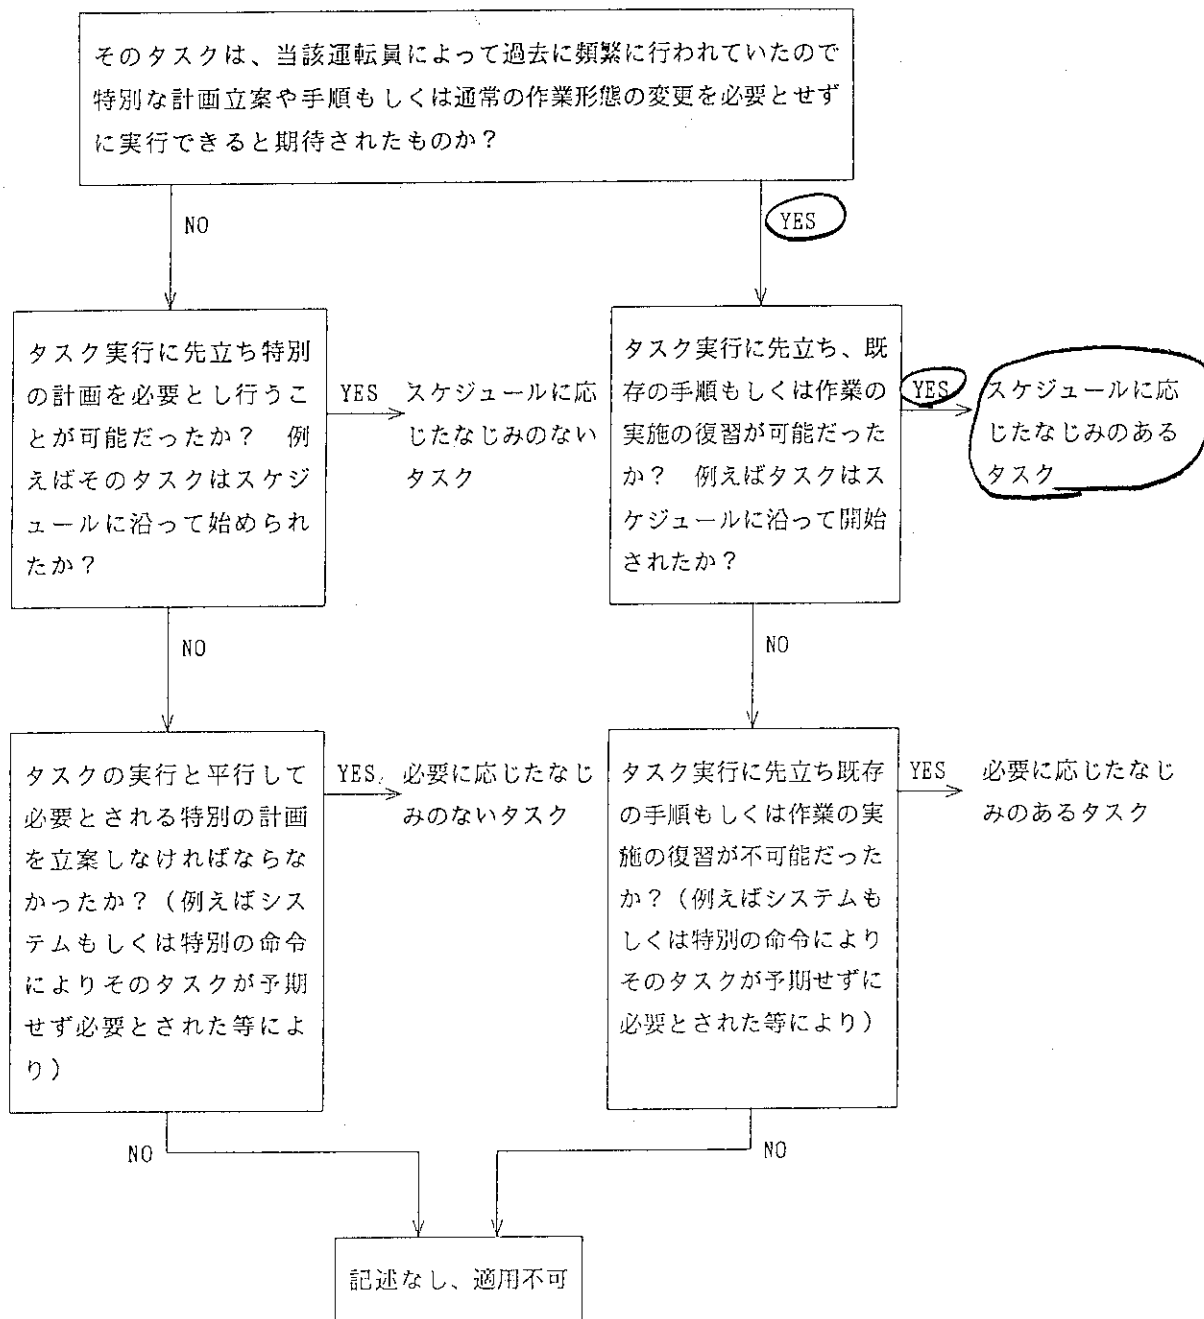 そのタスクは、当該運転員によって過去に頻繁に行われていたので
特別な計画立案や手順もしくは通常の作業形態の変更を必要とせず
に実行できると期待されたものか？
NO
YES
タスク実行に先立ち特別
の計画を必要とし行うこ
とが可能だったか？　例
えばそのタスクはスケジ
ュールに沿って始められ
たか？
YES
スケジュールに応
じたなじみのない
タスク
タスク実行に先立ち、既
存の手順もしくは作業の
実施の復習が可能だった
か？　例えばタスクはス
ケジュールに沿って開始
されたか？
YES
スケジュールに応
じたなじみのある
タスク
NO
NO
タスクの実行と平行して
必要とされる特別の計画
を立案しなければならな
かったか？（例えばシス
テムもしくは特別の命令
によりそのタスクが予期
せず必要とされた等によ
り）
YES
必要に応じたなじ
みのないタスク
タスク実行に先立ち既存
の手順もしくは作業の実
施の復習が不可能だった
か？（例えばシステムも
しくは特別の命令により
そのタスクが予期せずに
必要とされた等により）
YES
必要に応じたなじ
みのあるタスク
NO
NO
記述なし、適用不可